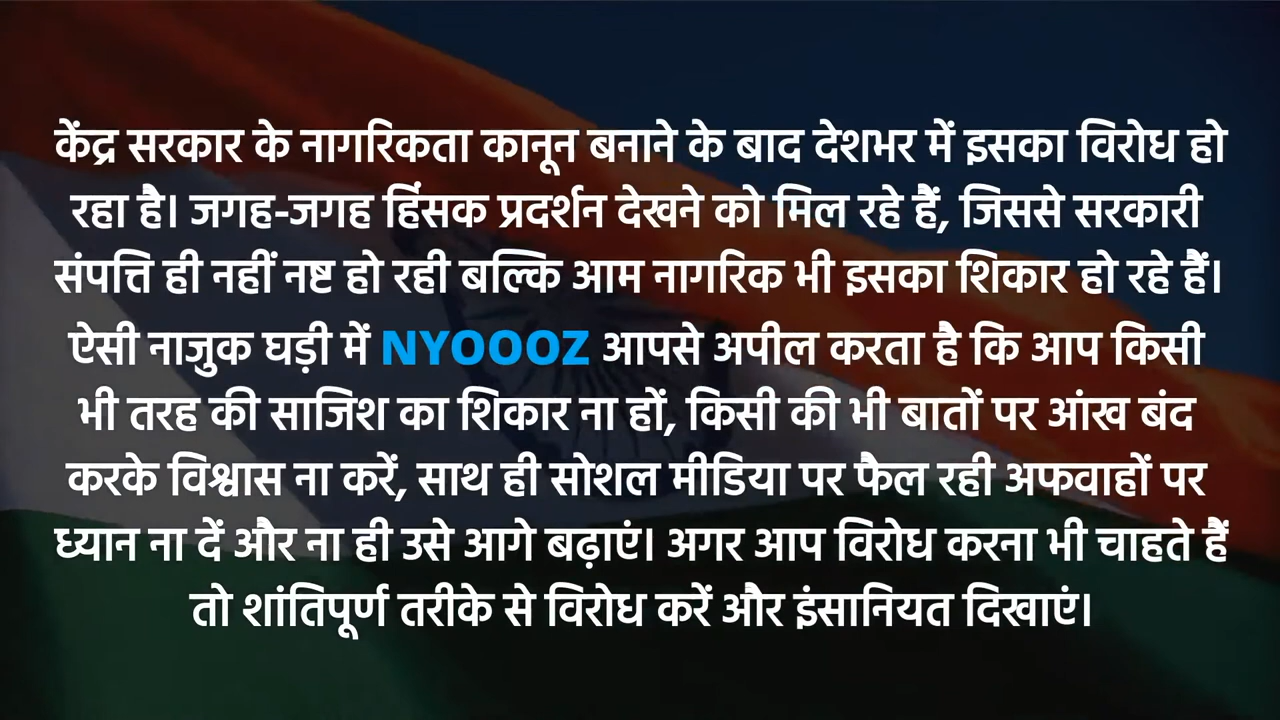 केंद्र सरकार के नागरिकता कानून बनाने के बाद देशभर में इसका विरोध हो
रहा है। जगह-जगह हिंसक प्रदर्शन देखने को मिल रहे हैं, जिससे सरकारी
संपत्ति ही नहीं नष्ट हो रही बल्कि आम नागरिक भी इसका शिकार हो रहे हैं।
ऐसी नाजुक घड़ी में NYOOOZ आपसे अपील करता है कि आप किसी
भी तरह की साजिश का शिकार ना हों, किसी की भी बातों पर आंख बंद
करके विश्वास ना करें, साथ ही सोशल मीडिया पर फैल रही अफवाहों पर
ध्यान ना दें और ना ही उसे आगे बढ़ाएं। अगर आप विरोध करना भी चाहते हैं
तो शांतिपूर्ण तरीके से विरोध करें और इंसानियत दिखाएं।